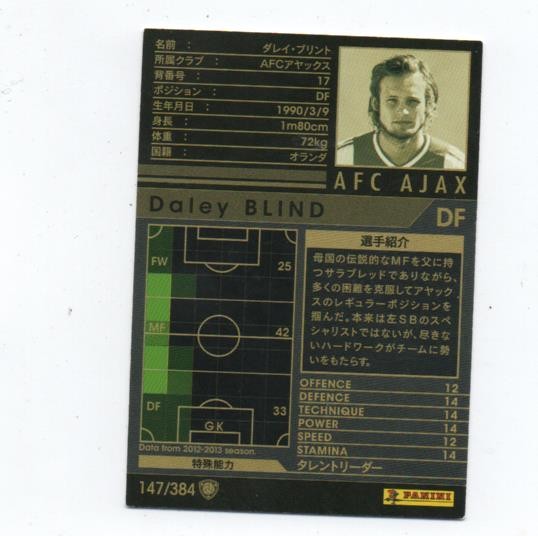 名前 : ダレイ・ブリント
所属クラブ : AFCアヤックス
背番号 : 17
ポジション : DF
生年月日 : 1990/3/9
身長 : 1m80cm
体重 : 72kg
国籍 : オランダ
AFC AJAX
Daley BLIND
DF
FW 25
MF 42
DF 33
GK
Data from 2012-2013 season.
選手紹介
母国の伝説的なMFを父に持
つサラブレッドでありながら、
多くの困難を克服してアヤック
スのレギュラーポジションを
掴んだ。本来は左SBのスペ
シャリストではないが、尽きな
いハードワークがチームに勢
いをもたらす。
OFFENCE 12
DEFENCE 14
TECHNIQUE 14
POWER 14
SPEED 12
STAMINA 14
特殊能力 タレントリーダー
147/384
PANINI